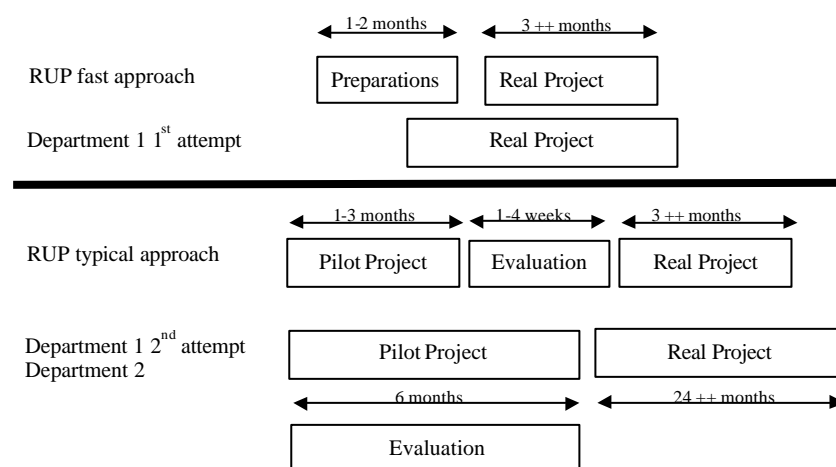 1-2 months 3 ++ months
RUP fast approach Preparations Real Project
Department 1 1st attempt Real Project
1-3 months 1-4 weeks 3 ++ months
RUP typical approach Pilot Project Evaluation Real Project
Department 1 2nd attempt Pilot Project Real Project
Department 2
6 months 24 ++ months
Evaluation